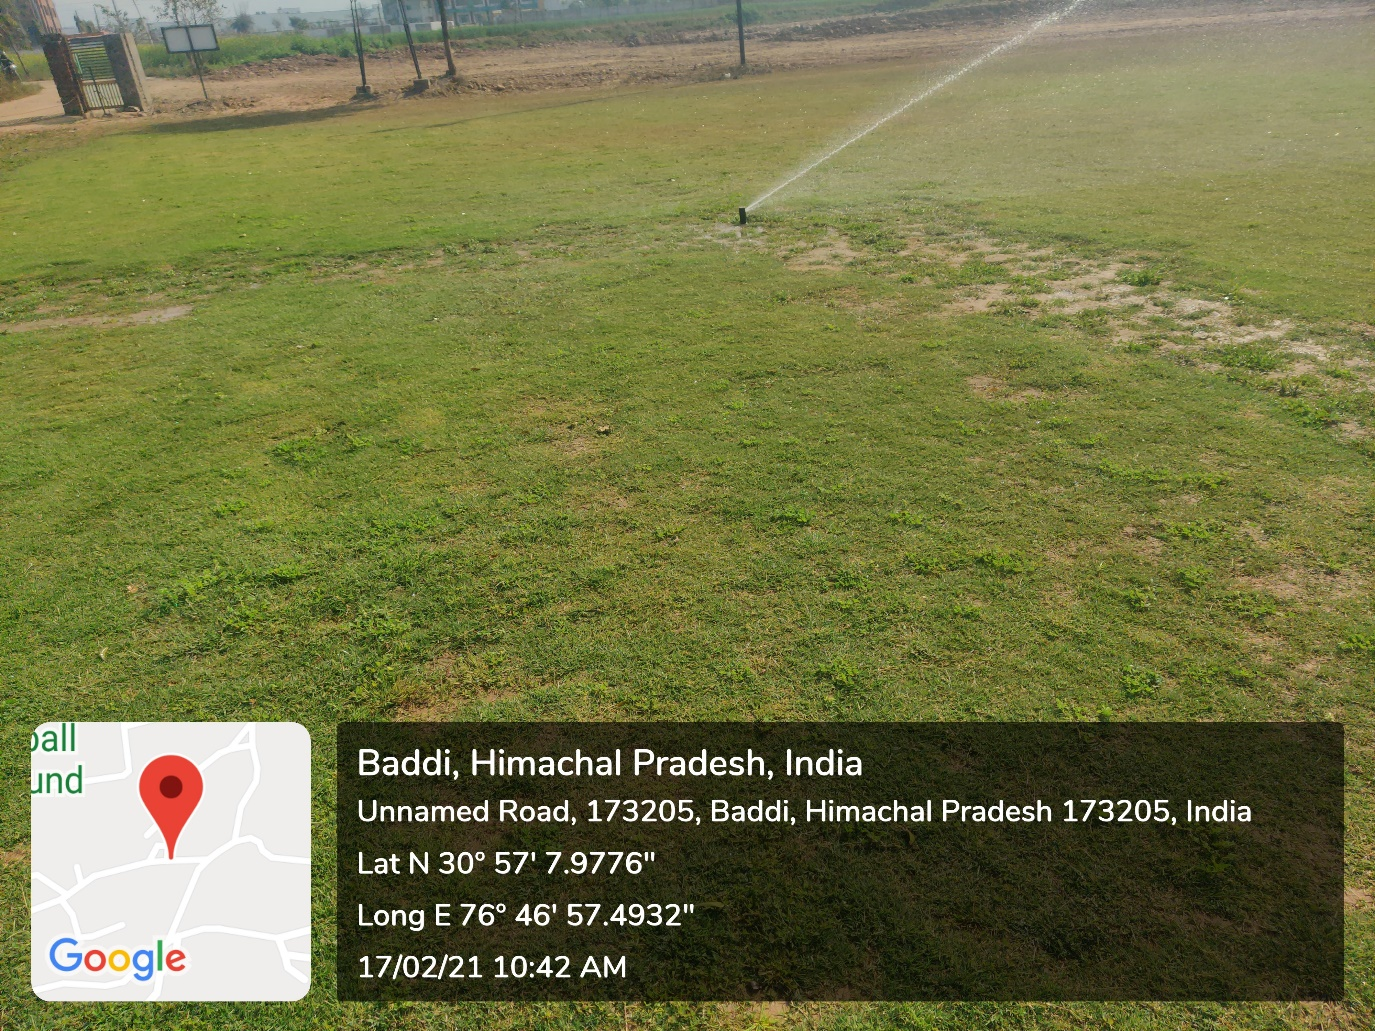 ball
und
Google
Baddi, Himachal Pradesh, India
Unnamed Road, 173205, Baddi, Himachal Pradesh 173205, India
Lat N 30° 57' 7.9776"
Long E 76° 46' 57.4932"
17/02/21 10:42 AM